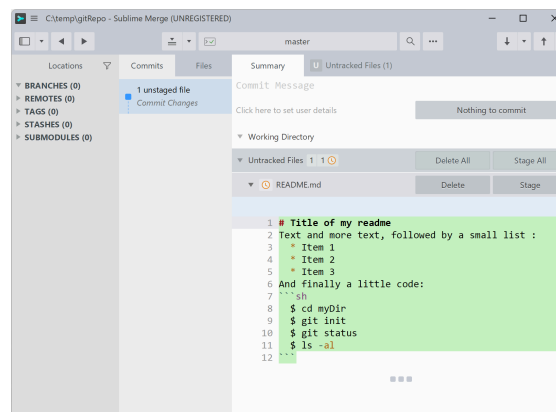 C:\temp\gitRepo - Sublime Merge (UNREGISTERED)
master
Locations
Commits
Files
Summary
U Untracked Files (1)
BRANCHES (0)
REMOTES (0)
TAGS (0)
STASHES (0)
SUBMODULES (0)
1 unstaged file
Commit Changes
Commit Message
Click here to set user details
Nothing to commit
Working Directory
Untracked Files 1 1
Delete All
Stage All
README.md
Delete
Stage
1 # Title of my readme
2 Text and more text, followed by a small list :
3   * Item 1
4   * Item 2
5   * Item 3
6 And finally a little code:
7 ```sh
8   $ cd myDir
9   $ git init
10   $ git status
11   $ ls -al
12 ```